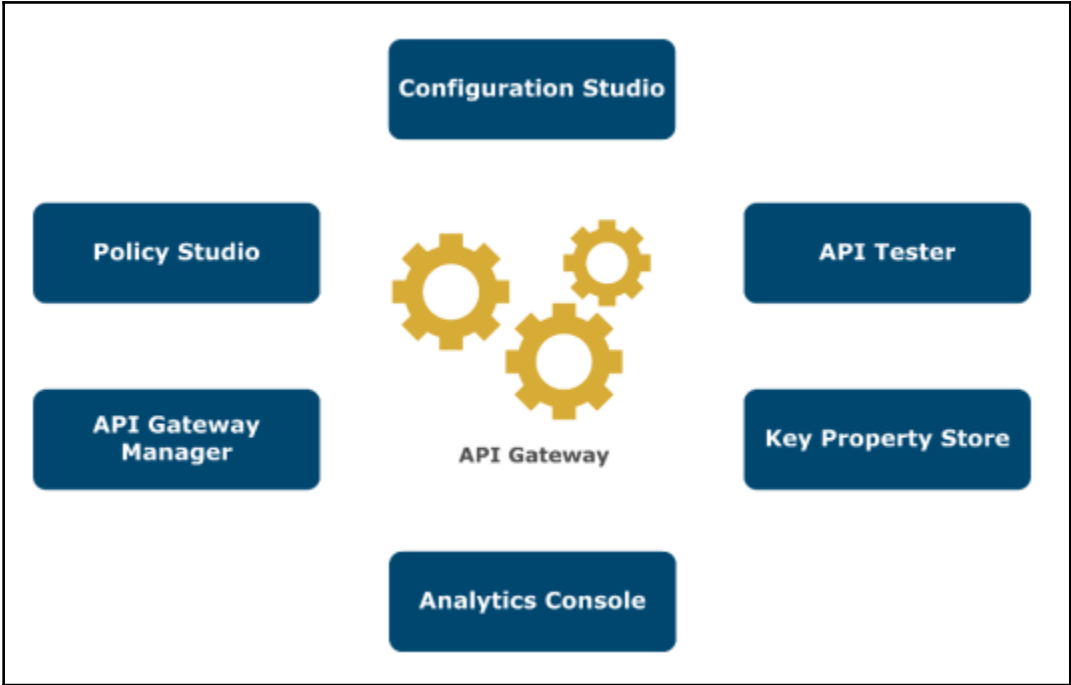 Configuration Studio
Policy Studio
API Tester
API Gateway
Manager
Key Property Store
API Gateway
Analytics Console